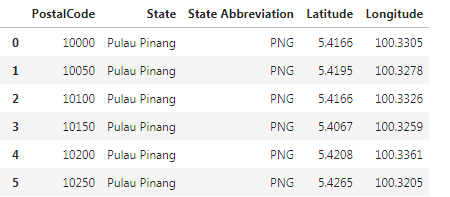 PostalCode State State Abbreviation Latitude Longitude
0 10000 Pulau Pinang PNG 5.4166 100.3305
1 10050 Pulau Pinang PNG 5.4195 100.3278
2 10100 Pulau Pinang PNG 5.4166 100.3326
3 10150 Pulau Pinang PNG 5.4067 100.3259
4 10200 Pulau Pinang PNG 5.4208 100.3361
5 10250 Pulau Pinang PNG 5.4265 100.3205